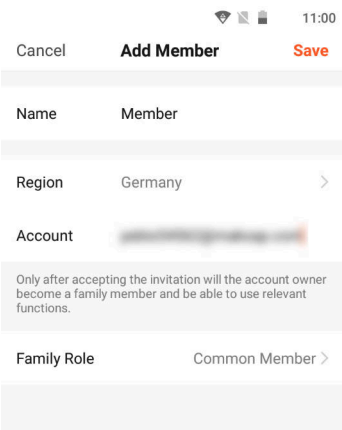 11:00
Cancel Add Member Save
Name Member
Region Germany
Account
Only after accepting the invitation will the account owner
become a family member and be able to use relevant
functions.
Family Role Common Member